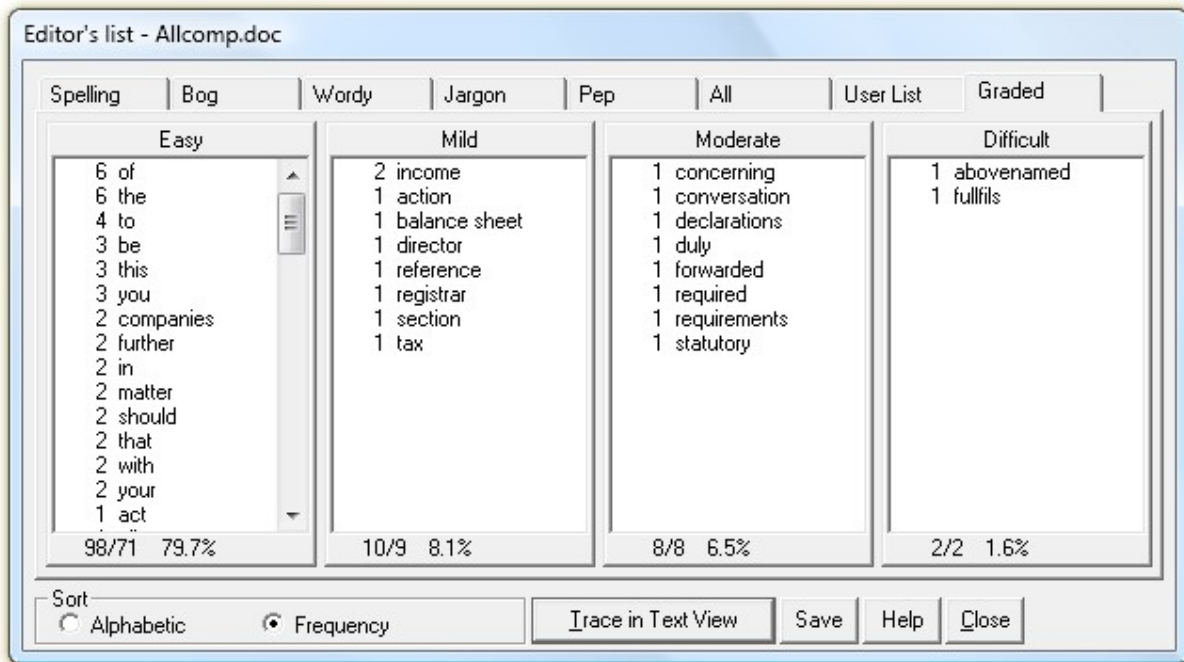 Editor's list - Allcomp.doc
Spelling Bog Wordy Jargon Pep All User List Graded
Easy
6 of
6 the
4 to
3 be
3 this
3 you
2 companies
2 further
2 in
2 matter
2 should
2 that
2 with
2 your
1 act
98/71 79.7%
Mild
2 income
1 action
1 balance sheet
1 director
1 reference
1 registrar
1 section
1 tax
10/9 8.1%
Moderate
1 concerning
1 conversation
1 declarations
1 duly
1 forwarded
1 required
1 requirements
1 statutory
8/8 6.5%
Difficult
1 abovenamed
1 fullfils
2/2 1.6%
Sort
Alphabetic Frequency
Trace in Text View Save Help Close